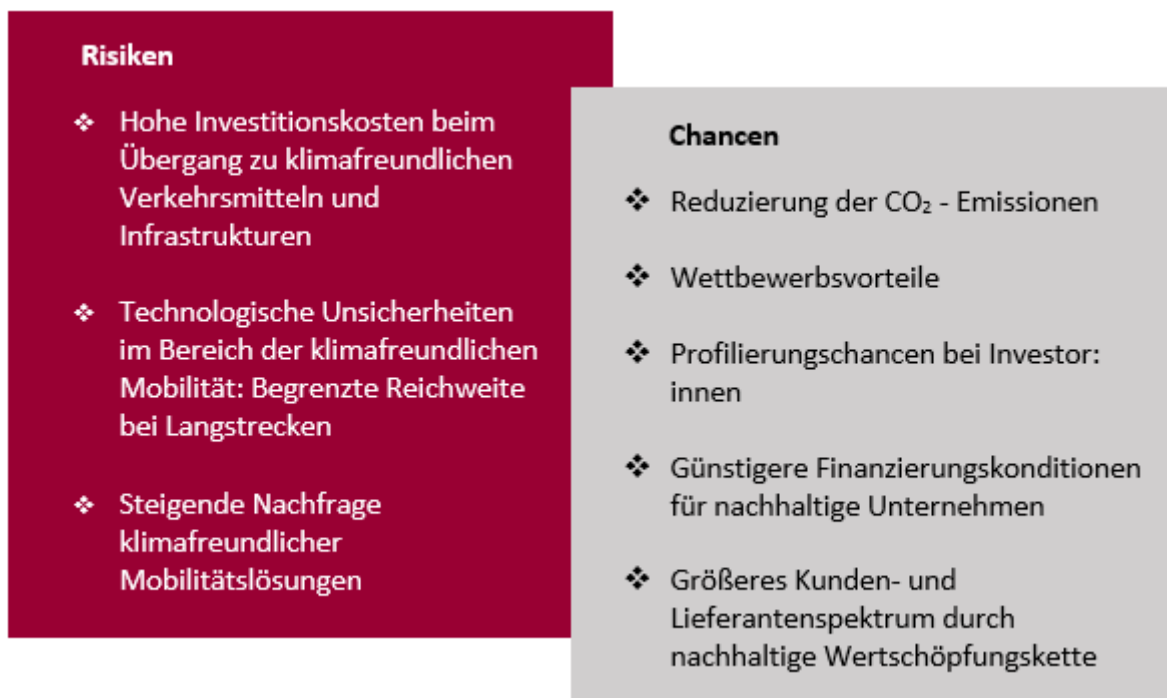 Risiken
❖ Hohe Investitionskosten beim
Übergang zu klimafreundlichen
Verkehrsmitteln und
Infrastrukturen
❖ Technologische Unsicherheiten
im Bereich der klimafreundlichen
Mobilität: Begrenzte Reichweite
bei Langstrecken
❖ Steigende Nachfrage
klimafreundlicher
Mobilitätslösungen
Chancen
❖ Reduzierung der CO₂ - Emissionen
❖ Wettbewerbsvorteile
❖ Profilierungschancen bei Investor:
innen
❖ Günstigere Finanzierungskonditionen
für nachhaltige Unternehmen
❖ Größeres Kunden- und
Lieferantenspektrum durch
nachhaltige Wertschöpfungskette